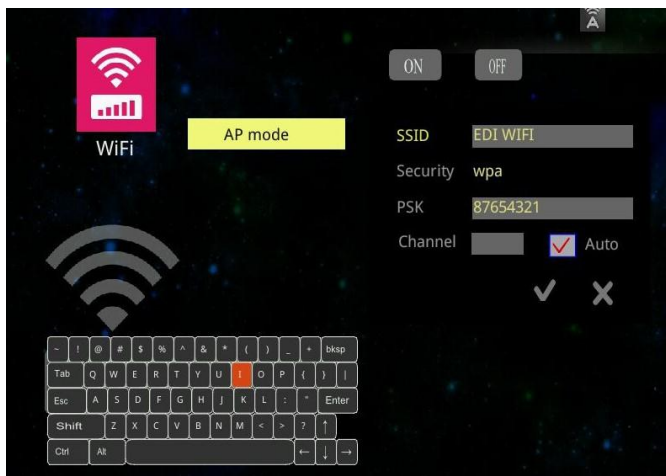 A
WiFi
AP mode
ON OFF
SSID EDI WIFI
Security wpa
PSK 87654321
Channel Auto
~ ! @ # $ % ^ & * ( ) _ + bksp
Tab Q W E R T Y U I O P { } |
Esc A S D F G H J K L : " Enter
Shift Z X C V B N M < > ? ↑
Ctrl Alt ← ↓ →